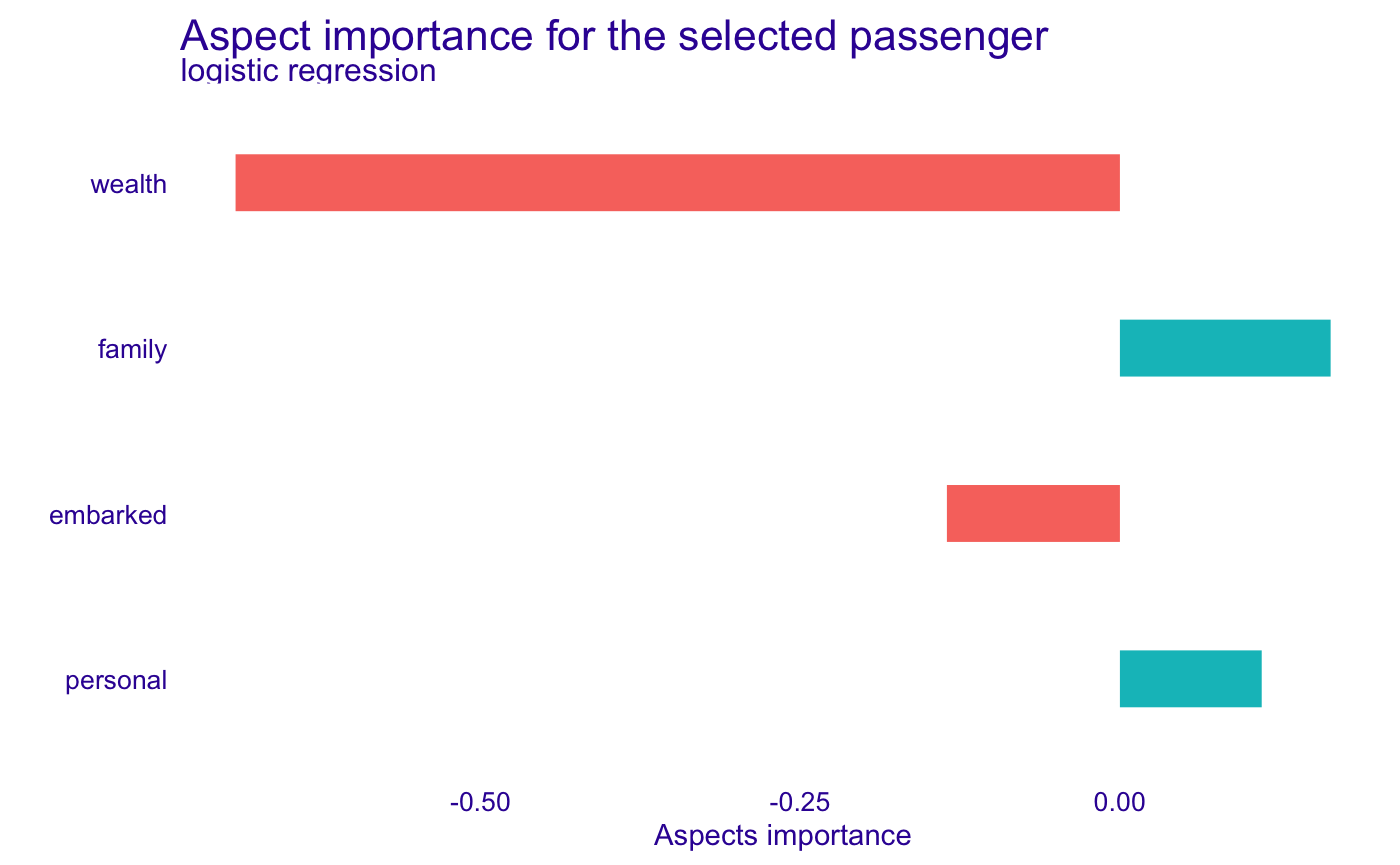 Aspect importance for the selected passenger
logistic regression
wealth
family
embarked
personal
-0.50 -0.25 0.00
Aspects importance